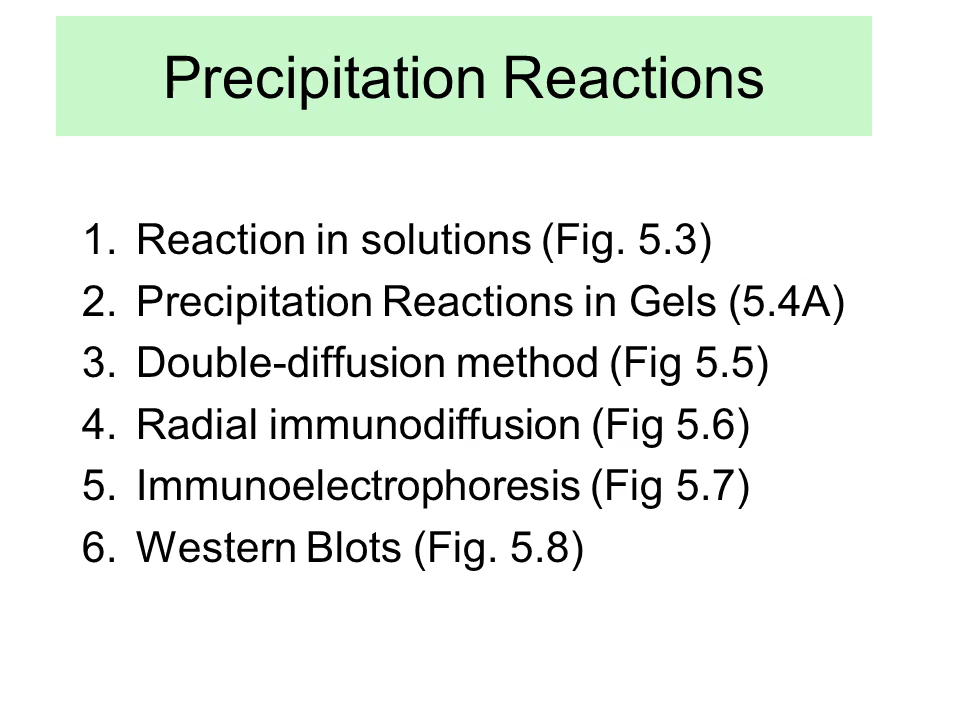 Precipitation Reactions
1. Reaction in solutions (Fig. 5.3)
2. Precipitation Reactions in Gels (5.4A)
3. Double-diffusion method (Fig 5.5)
4. Radial immunodiffusion (Fig 5.6)
5. Immunoelectrophoresis (Fig 5.7)
6. Western Blots (Fig. 5.8)